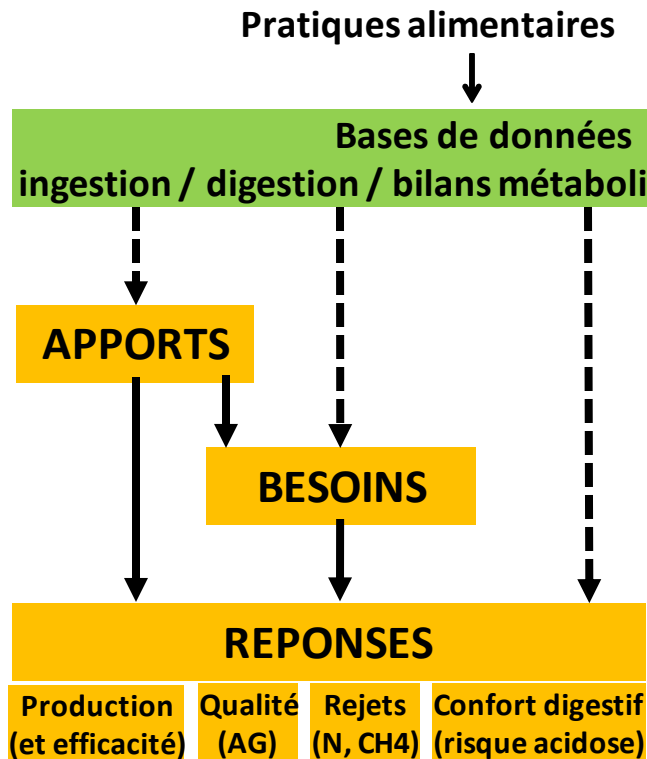 Pratiques alimentaires
Bases de données
ingestion / digestion / bilans métaboli
APPORTS
BESOINS
REPONSES
Production
(et efficacité)
Qualité
(AG)
Rejets
(N, CH4)
Confort digestif
(risque acidose)